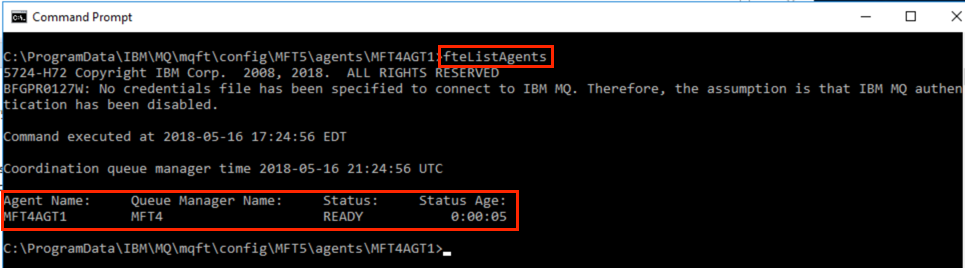 Command Prompt
C:\ProgramData\IBM\MQ\mqft\config\MFT5\agents\MFT4AGT1>fteListAgents
5724-H72 Copyright IBM Corp.  2008, 2018.  ALL RIGHTS RESERVED
BFGPR0127W: No credentials file has been specified to connect to IBM MQ. Therefore, the assumption is that IBM MQ authen
tication has been disabled.
Command executed at 2018-05-16 17:24:56 EDT
Coordination queue manager time 2018-05-16 21:24:56 UTC
Agent Name:     Queue Manager Name:     Status:     Status Age:
MFT4AGT1        MFT4                    READY           0:00:05
C:\ProgramData\IBM\MQ\mqft\config\MFT5\agents\MFT4AGT1>